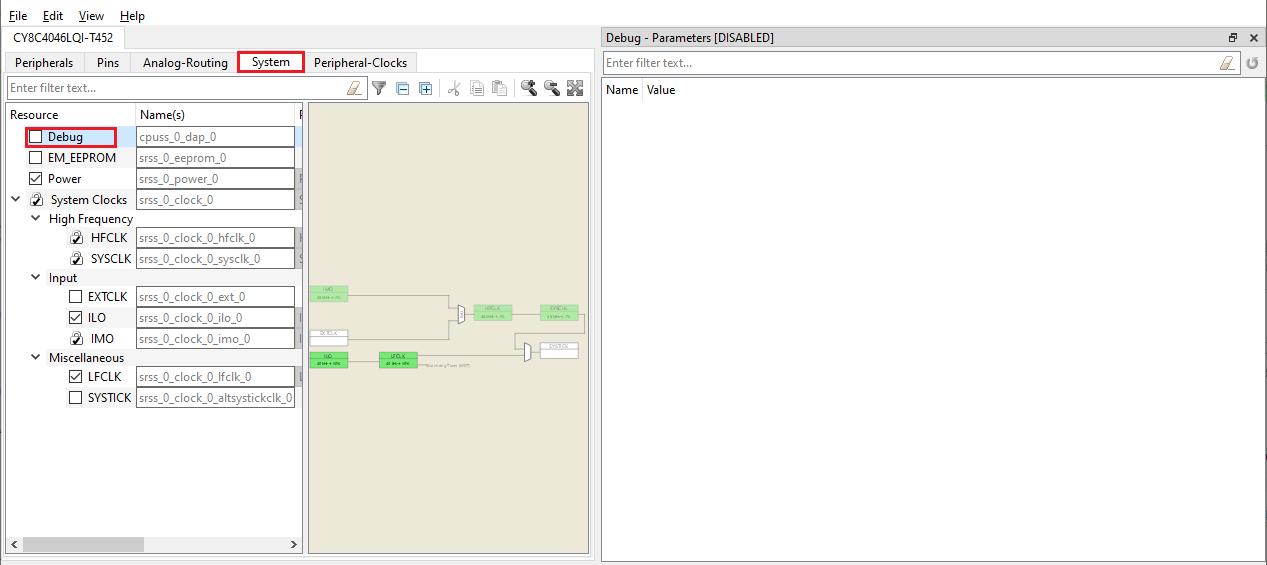 File Edit View Help
CY8C4046LQI-T452
Peripherals Pins Analog-Routing System Peripheral-Clocks
Enter filter text...
Resource Name(s)
Debug cpuss_0_dap_0
EM_EEPROM srss_0_eeprom_0
Power srss_0_power_0
System Clocks srss_0_clock_0
High Frequency
HFCLK srss_0_clock_0_hfclk_0
SYSCLK srss_0_clock_0_sysclk_0
Input
EXTCLK srss_0_clock_0_ext_0
ILO srss_0_clock_0_ilo_0
IMO srss_0_clock_0_imo_0
Miscellaneous
LFCLK srss_0_clock_0_lfclk_0
SYSTICK srss_0_clock_0_altsystickclk_0
IMO
HFCLK
SYSCLK
EXTCLK
SYSTICK
ILO
LFCLK
Debug - Parameters [DISABLED]
Enter filter text...
Name Value